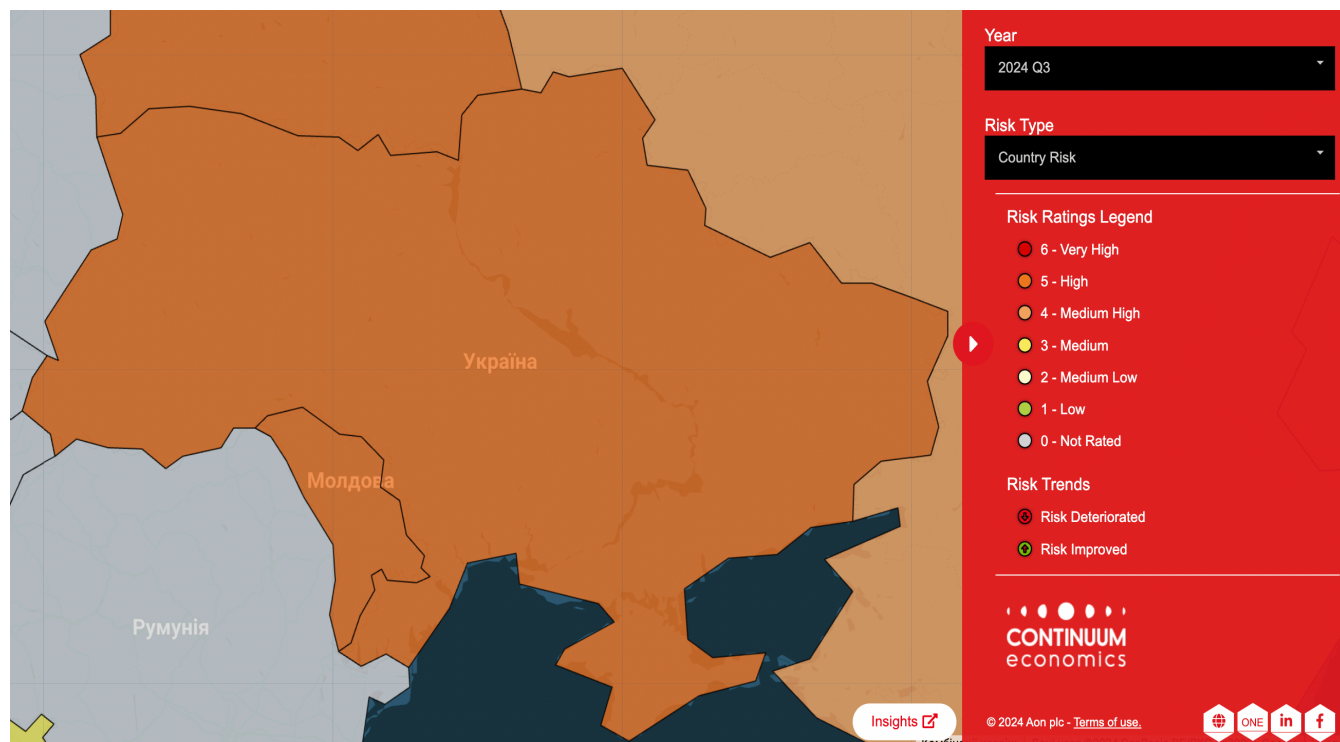 Україна
Молдова
Румунія
Insights
Year
2024 Q3
Risk Type
Country Risk
Risk Ratings Legend
6 - Very High
5 - High
4 - Medium High
3 - Medium
2 - Medium Low
1 - Low
0 - Not Rated
Risk Trends
Risk Deteriorated
Risk Improved
CONTINUUM
economics
© 2024 Aon plc - Terms of use.
ONE
in
f